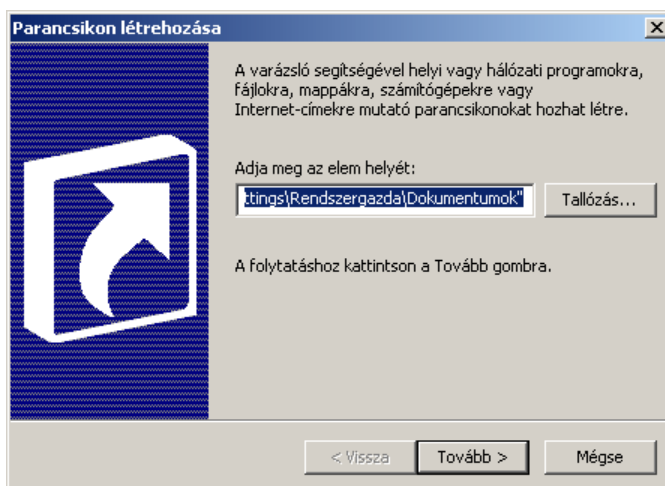 Parancsikon létrehozása
A varázsló segítségével helyi vagy hálózati programokra,
fájlokra, mappákra, számítógépekre vagy
Internet-címekre mutató parancsikonokat hozhat létre.
Adja meg az elem helyét:
ttings\Rendszergazda\Dokumentumok"
Tallózás...
A folytatáshoz kattintson a Tovább gombra.
< Vissza
Tovább >
Mégse